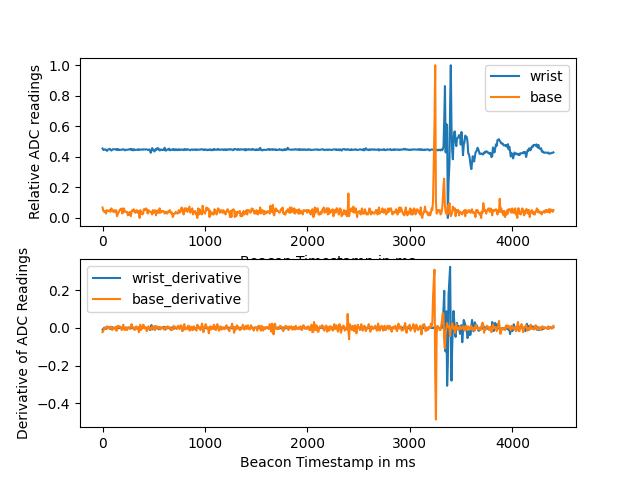 Relative ADC readings
1.0
0.8
0.6
0.4
0.2
0.0
wrist
base
0 1000 2000 3000 4000
Beacon Timestamp in ms
Derivative of ADC Readings
0.2
0.0
−0.2
−0.4
wrist_derivative
base_derivative
0 1000 2000 3000 4000
Beacon Timestamp in ms